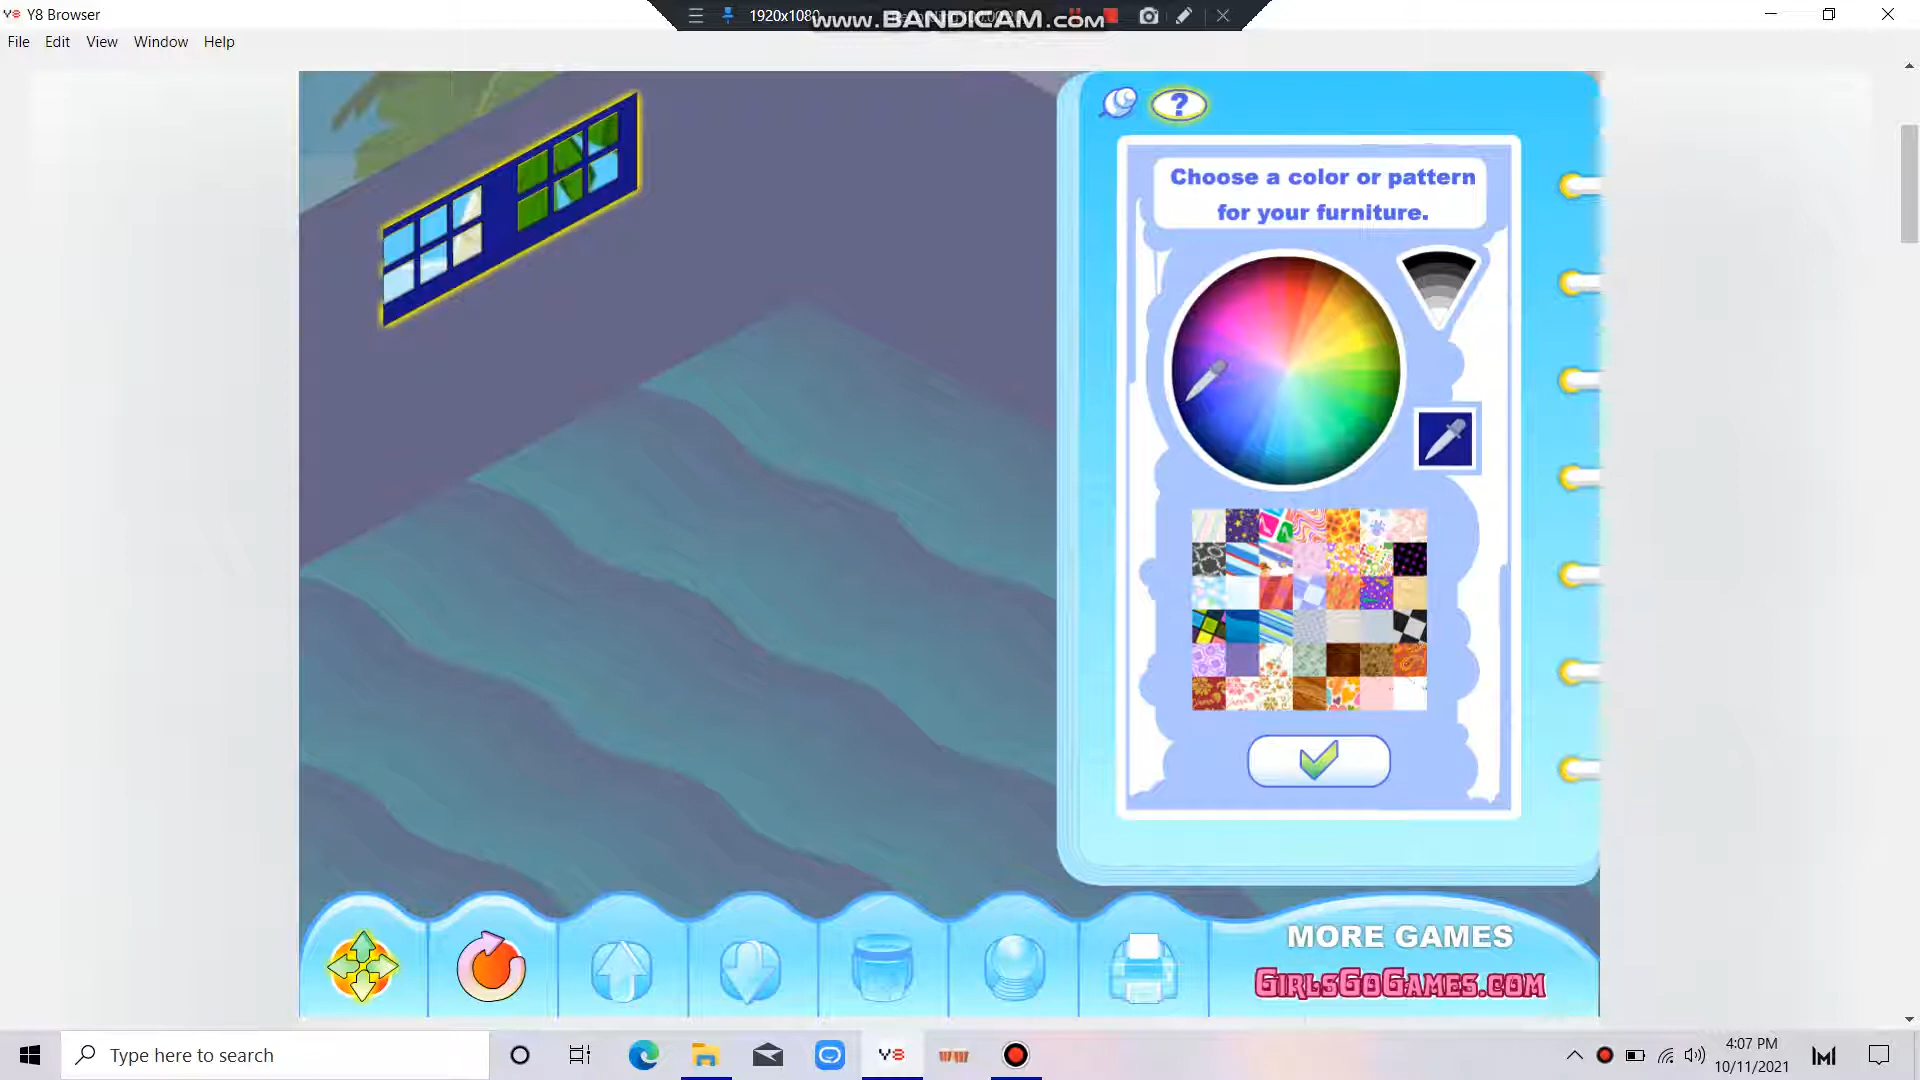 Y8 Browser
1920x1080
www.BANDICAM.com
File Edit View Window Help
?
Choose a color or pattern
for your furniture.
MORE GAMES
GIRLSGOGAMES.COM
Type here to search
Y8
4:07 PM
10/11/2021